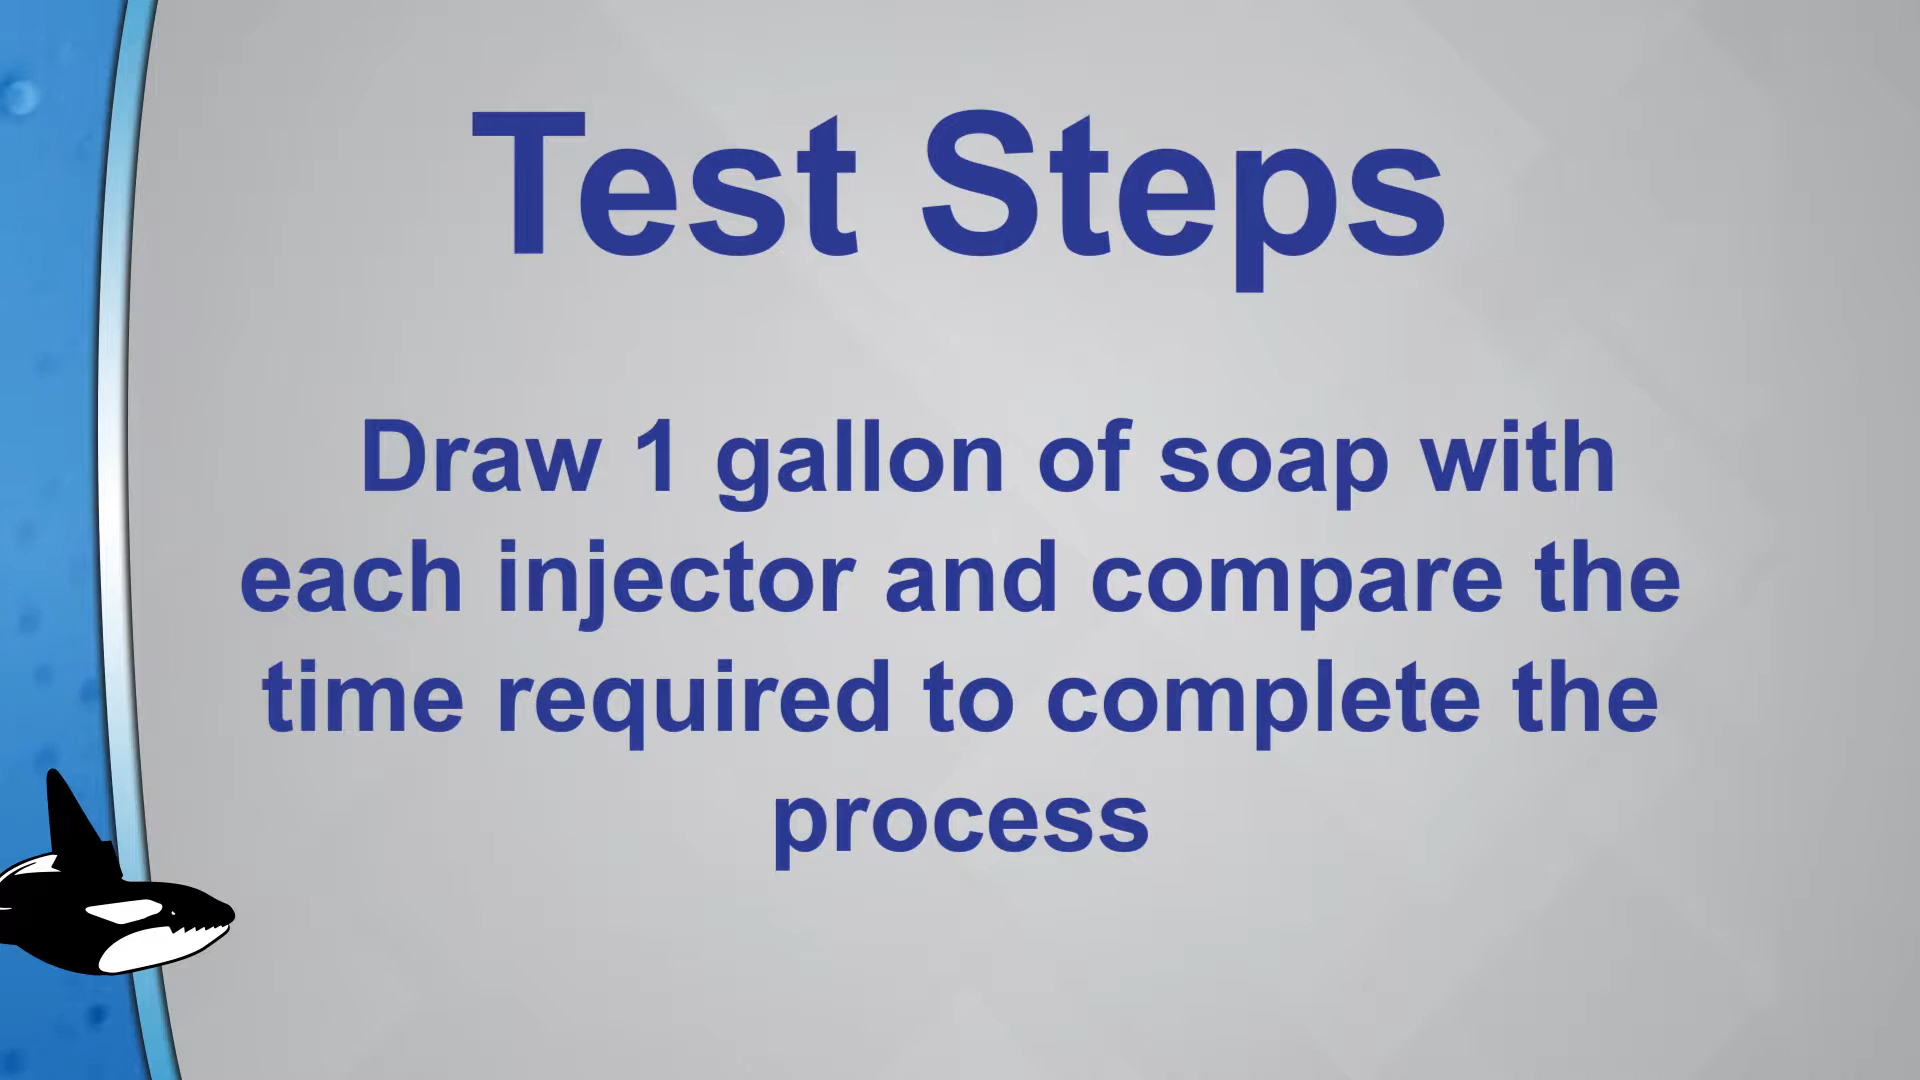 Test Steps
Draw 1 gallon of soap with
each injector and compare the
time required to complete the
process